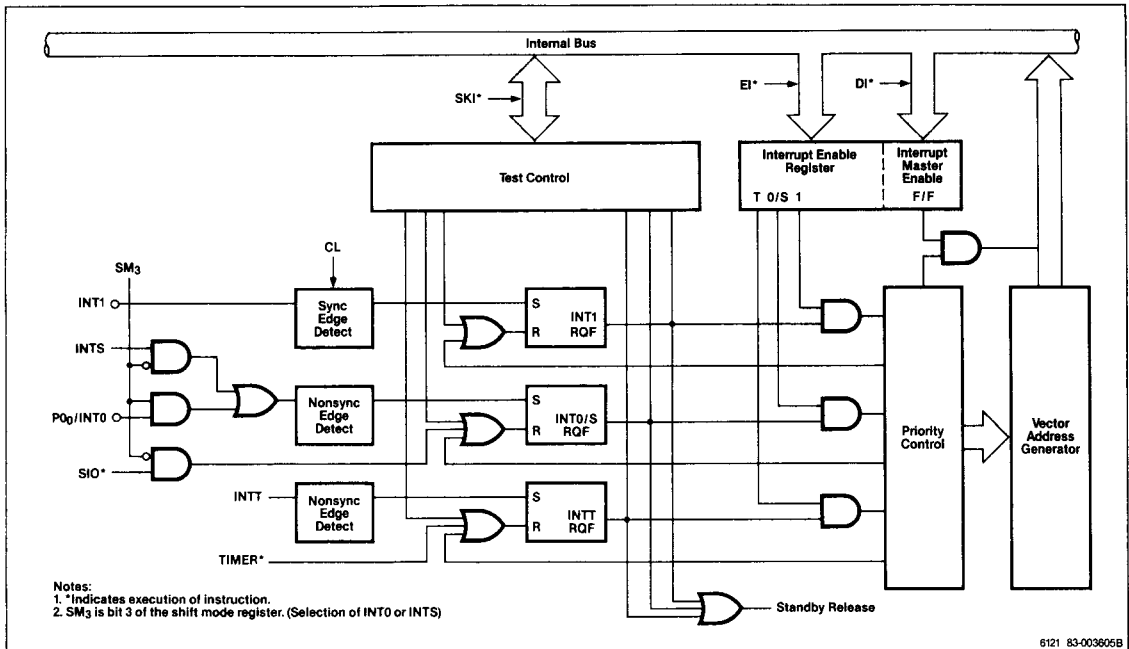 Internal Bus
SKI*
EI*
DI*
Test Control
Interrupt Enable
Register
T 0/S 1
Interrupt
Master
Enable
F/F
CL
SM3
INT1
Sync
Edge
Detect
S
R
INT1
RQF
INTS
P00/INT0
Nonsync
Edge
Detect
S
R
INT0/S
RQF
SIO*
INTT
Nonsync
Edge
Detect
S
R
INTT
RQF
TIMER*
Priority
Control
Vector
Address
Generator
Standby Release
Notes:
1. *Indicates execution of instruction.
2. SM3 is bit 3 of the shift mode register. (Selection of INT0 or INTS)
6121 83-003605B